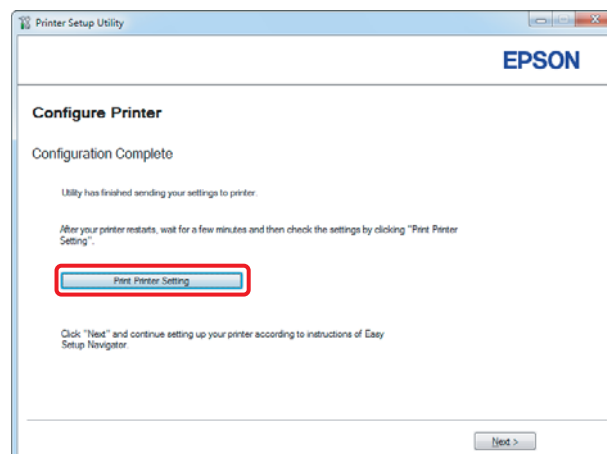 Printer Setup Utility
EPSON
Configure Printer
Configuration Complete
Utility has finished sending your settings to printer.
After your printer restarts, wait for a few minutes and then check the settings by clicking "Print Printer
Setting".
Print Printer Setting
Click "Next" and continue setting up your printer according to instructions of Easy
Setup Navigator.
Next >